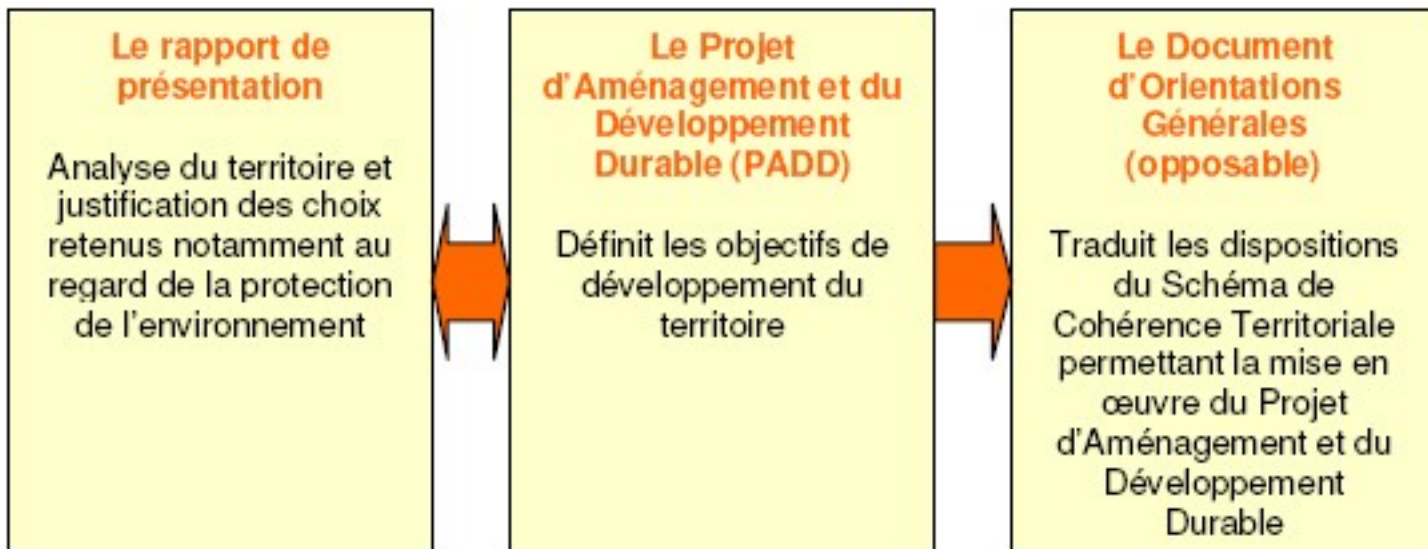 Le rapport de
présentation
Analyse du territoire et
justification des choix
retenus notamment au
regard de la protection
de l'environnement
Le Projet
d'Aménagement et du
Développement
Durable (PADD)
Définit les objectifs de
développement du
territoire
Le Document
d'Orientations
Générales
(opposable)
Traduit les dispositions
du Schéma de
Cohérence Territoriale
permettant la mise en
œuvre du Projet
d'Aménagement et du
Développement
Durable